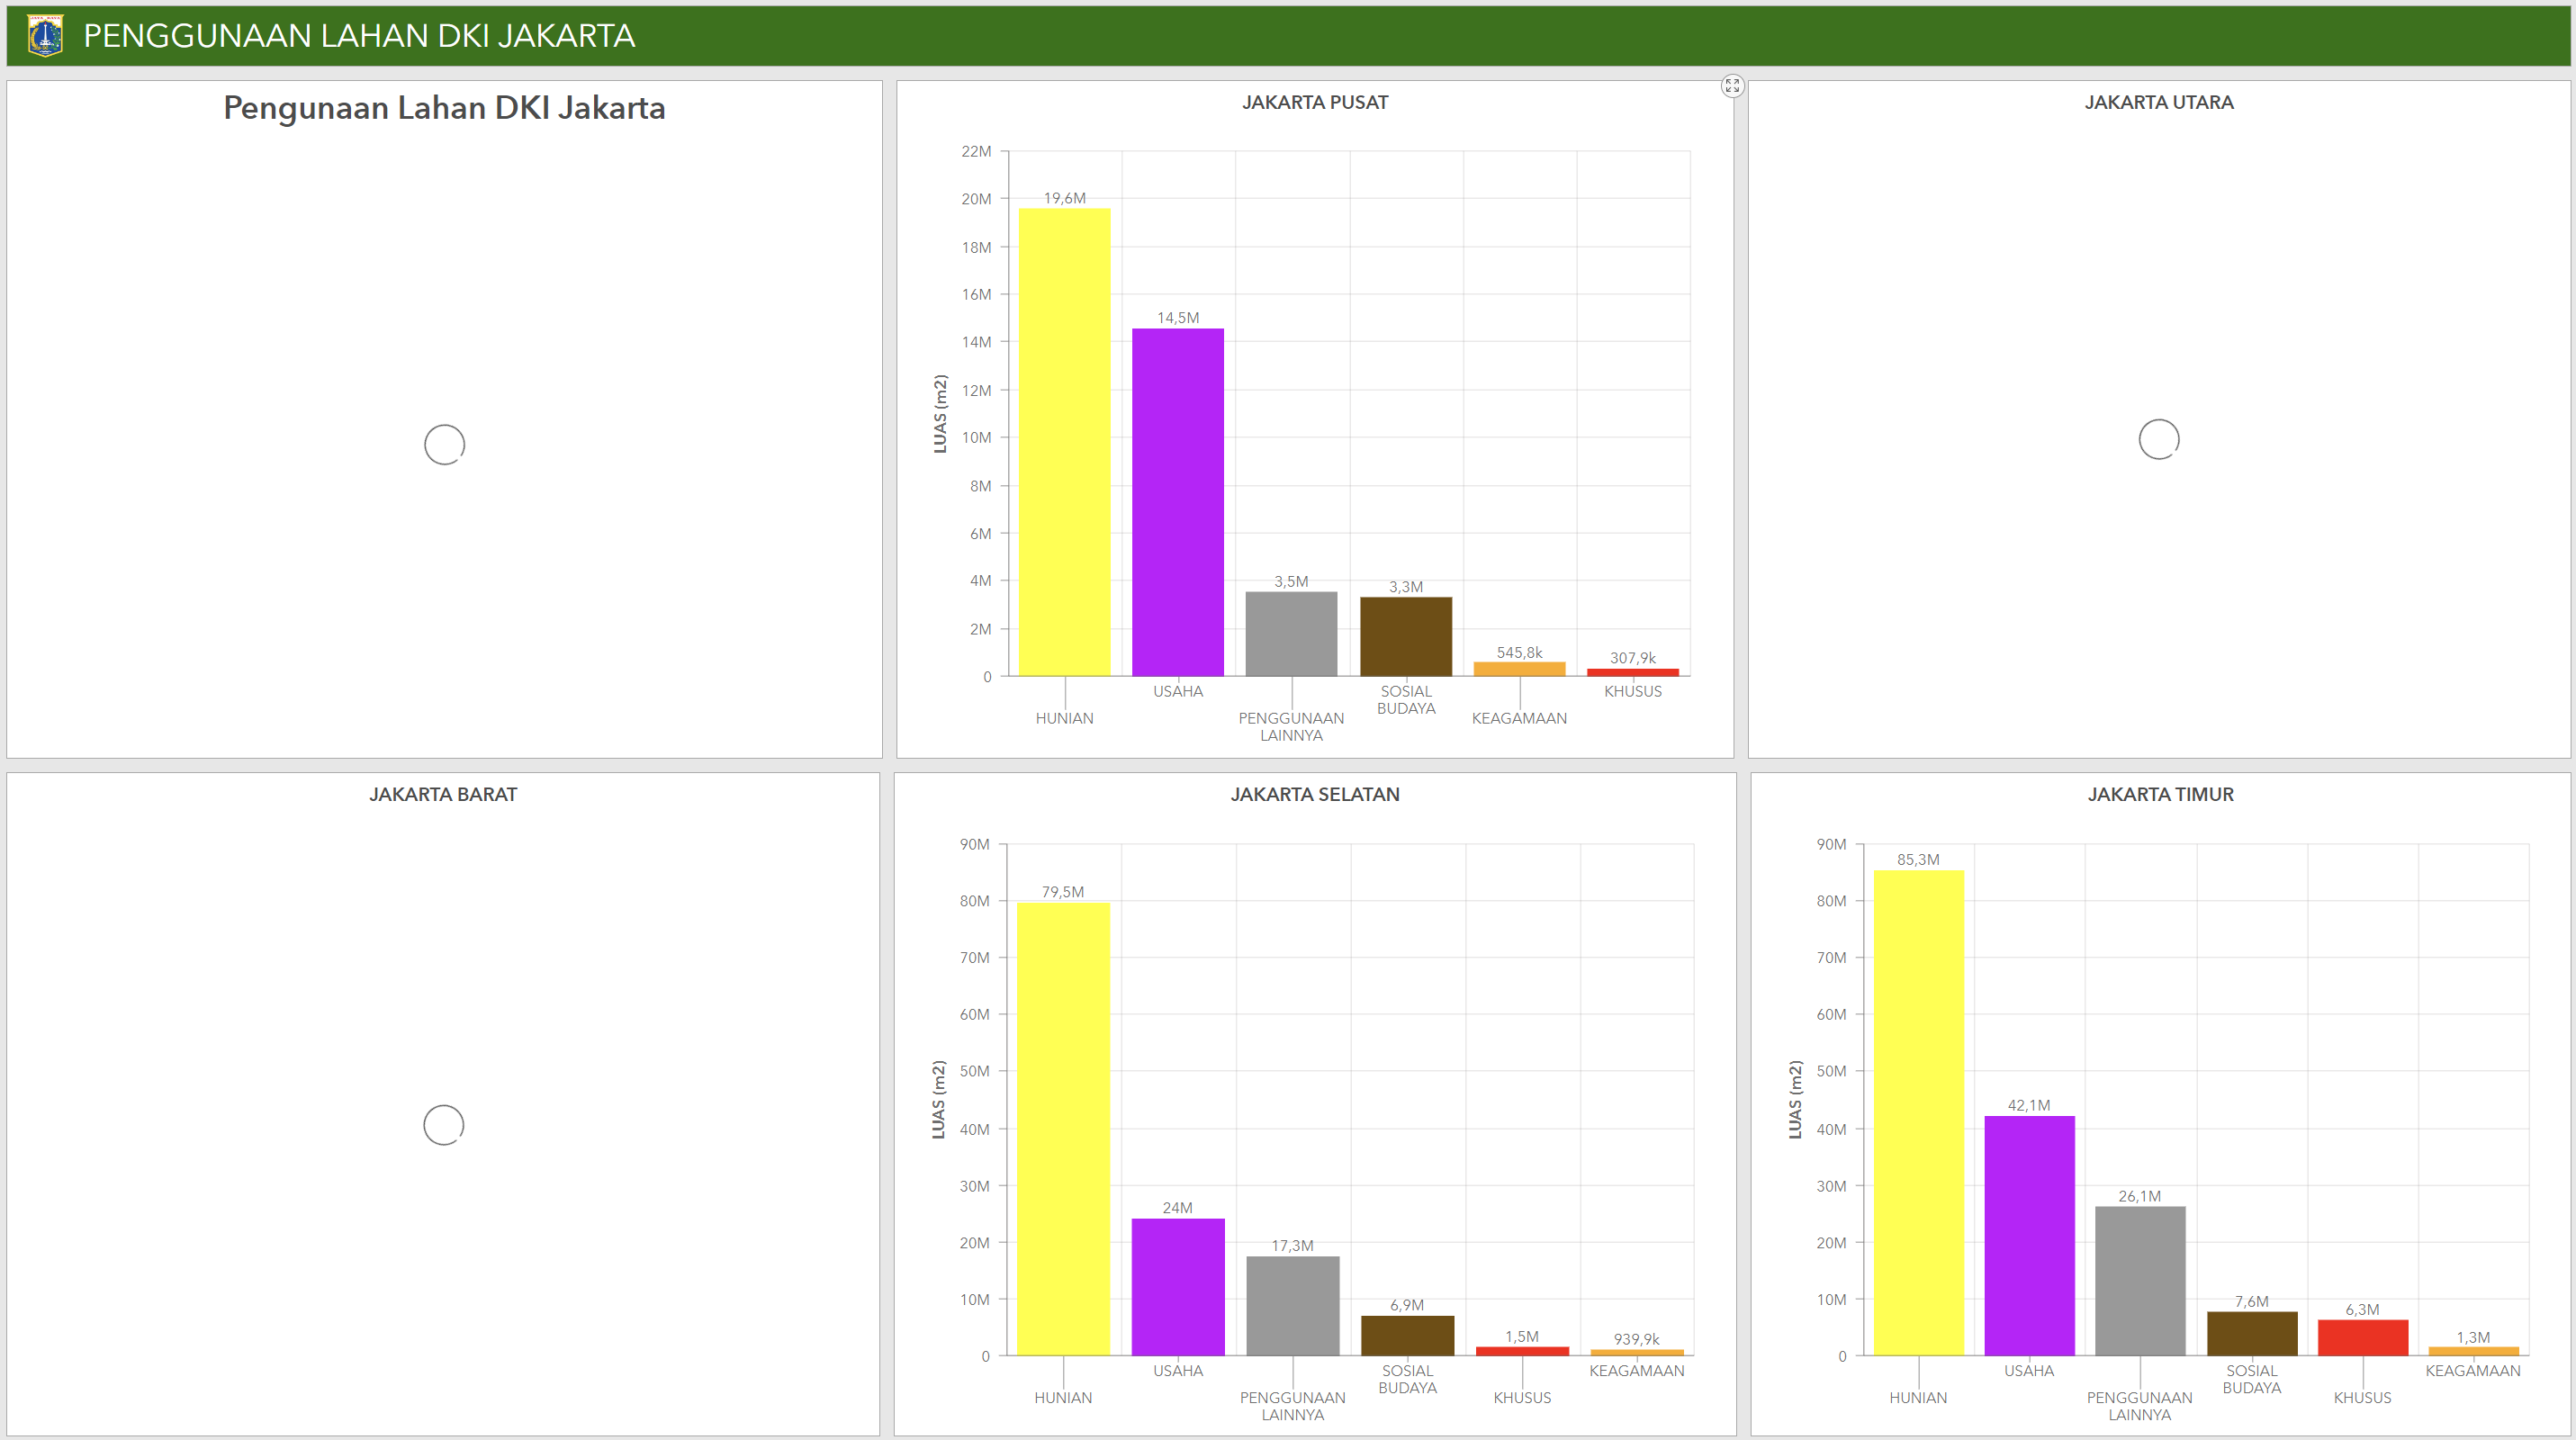 PENGGUNAAN LAHAN DKI JAKARTA
Pengunaan Lahan DKI Jakarta
JAKARTA PUSAT
22M
20M
18M
16M
14M
12M
10M
8M
6M
4M
2M
0
LUAS (m2)
19,6M
14,5M
3,5M
3,3M
545,8k
307,9k
HUNIAN
USAHA
PENGGUNAAN
LAINNYA
SOSIAL
BUDAYA
KEAGAMAAN
KHUSUS
JAKARTA UTARA
JAKARTA BARAT
JAKARTA SELATAN
90M
80M
70M
60M
50M
40M
30M
20M
10M
0
LUAS (m2)
79,5M
24M
17,3M
6,9M
1,5M
939,9k
HUNIAN
USAHA
PENGGUNAAN
LAINNYA
SOSIAL
BUDAYA
KHUSUS
KEAGAMAAN
JAKARTA TIMUR
90M
80M
70M
60M
50M
40M
30M
20M
10M
0
LUAS (m2)
85,3M
42,1M
26,1M
7,6M
6,3M
1,3M
HUNIAN
USAHA
PENGGUNAAN
LAINNYA
SOSIAL
BUDAYA
KHUSUS
KEAGAMAAN